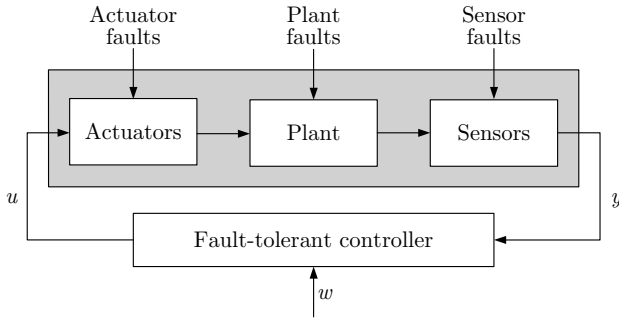 Actuator
faults
Plant
faults
Sensor
faults
Actuators
Plant
Sensors
u
y
Fault-tolerant controller
w